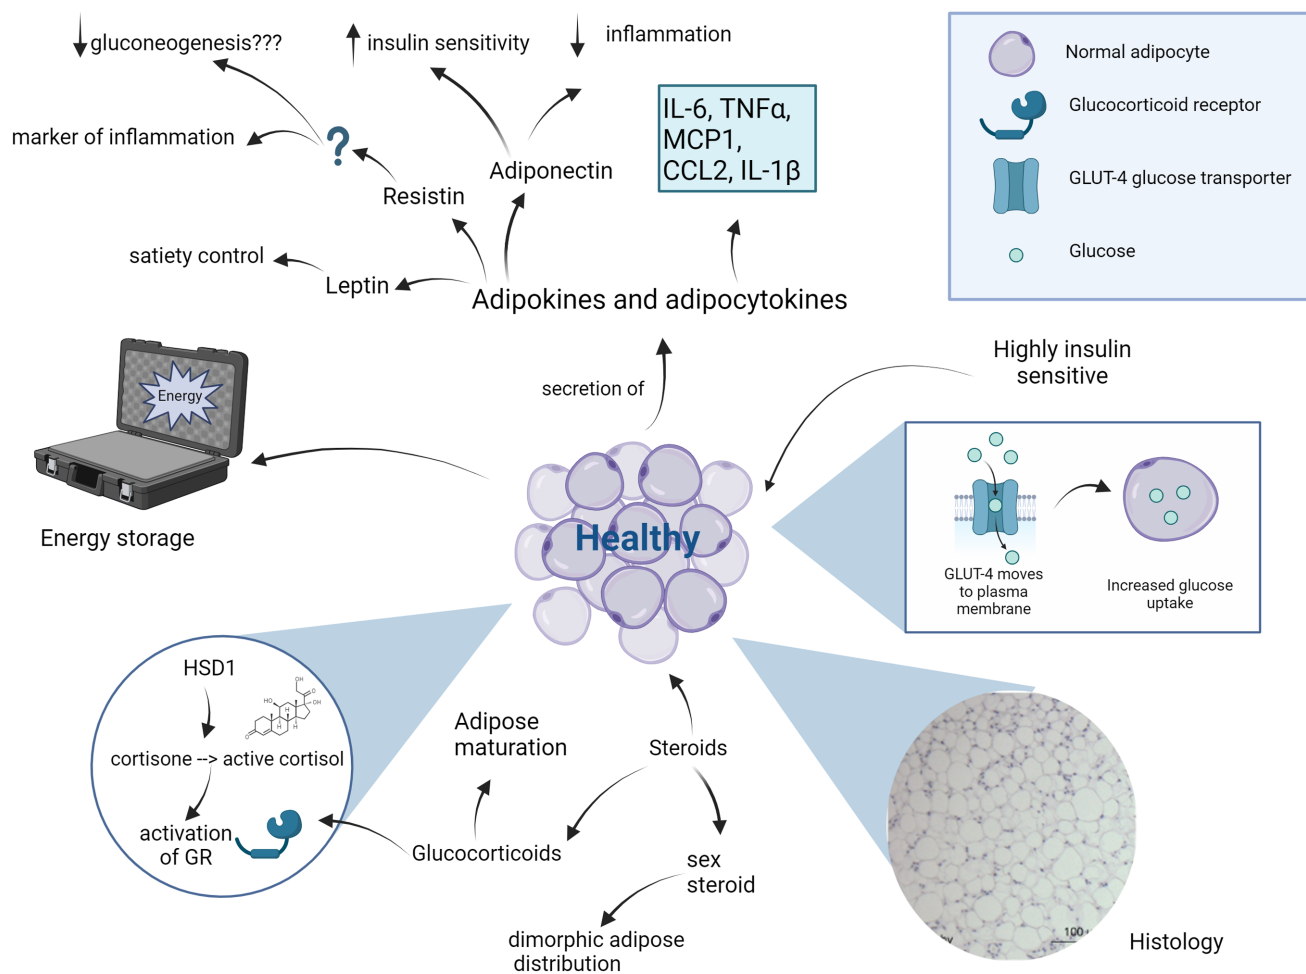 gluconeogenesis???
insulin sensitivity
inflammation
marker of inflammation
?
Resistin
Adiponectin
IL-6, TNFα,
MCP1,
CCL2, IL-1β
satiety control
Leptin
Adipokines and adipocytokines
Normal adipocyte
Glucocorticoid receptor
GLUT-4 glucose transporter
Glucose
Energy
Energy storage
secretion of
Highly insulin
sensitive
Healthy
GLUT-4 moves
to plasma
membrane
Increased glucose
uptake
HSD1
OH
O
HO
OH
H
H
H
O
cortisone --> active cortisol
activation
of GR
Adipose
maturation
Steroids
Glucocorticoids
sex
steroid
dimorphic adipose
distribution
100
Histology